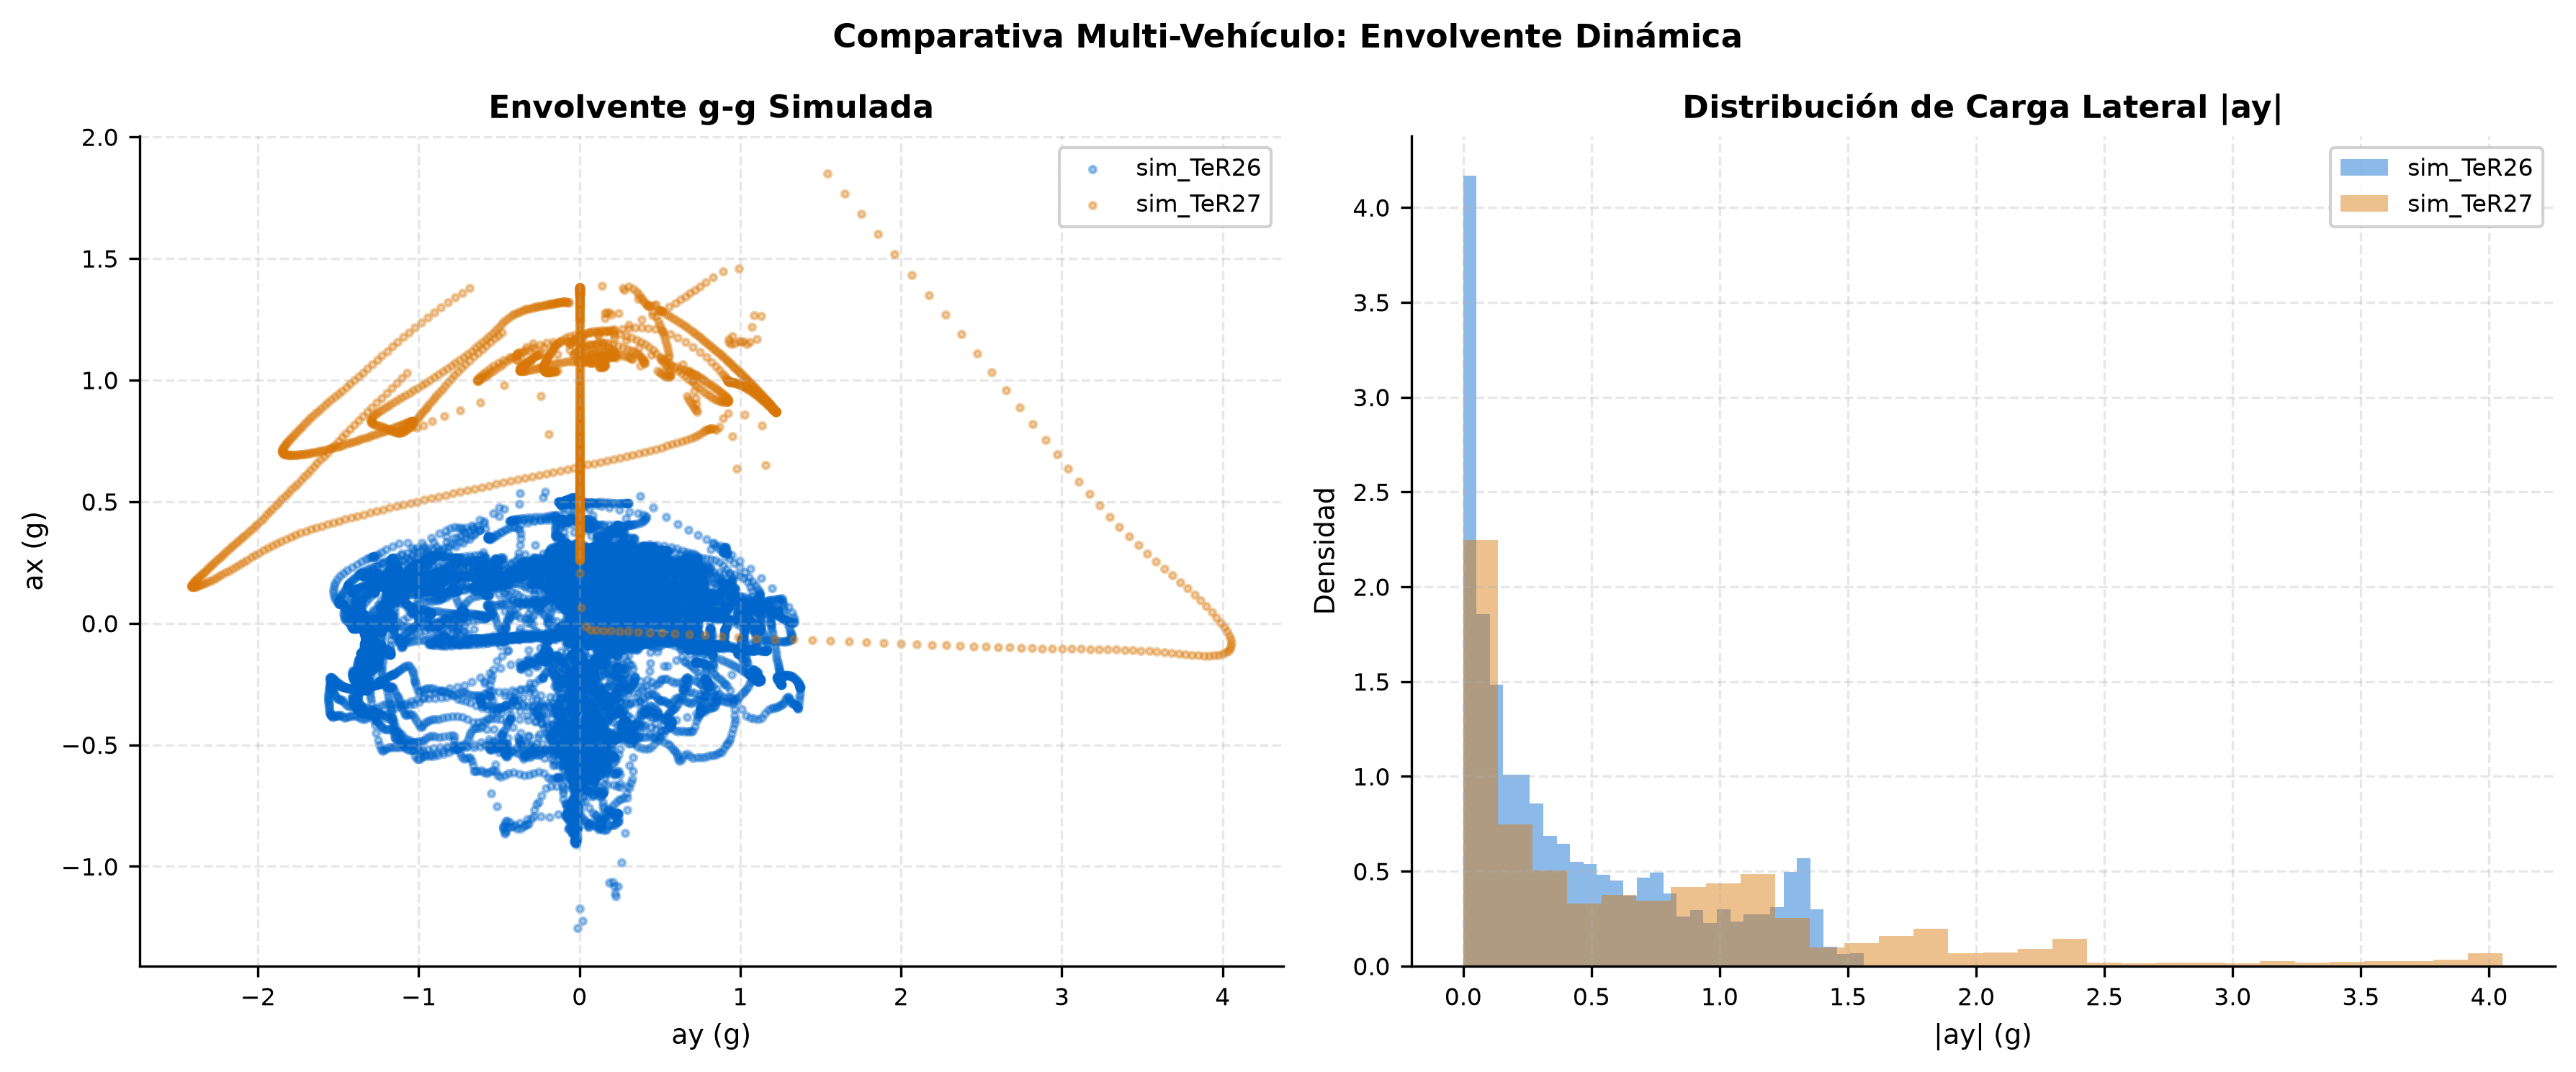 Comparativa Multi-Vehículo: Envolvente Dinámica
Envolvente g-g Simulada
sim_TeR26
sim_TeR27
2.0
1.5
1.0
0.5
0.0
−0.5
−1.0
ax (g)
−2
−1
0
1
2
3
4
ay (g)
Distribución de Carga Lateral |ay|
sim_TeR26
sim_TeR27
4.0
3.5
3.0
2.5
2.0
1.5
1.0
0.5
0.0
Densidad
0.0
0.5
1.0
1.5
2.0
2.5
3.0
3.5
4.0
|ay| (g)